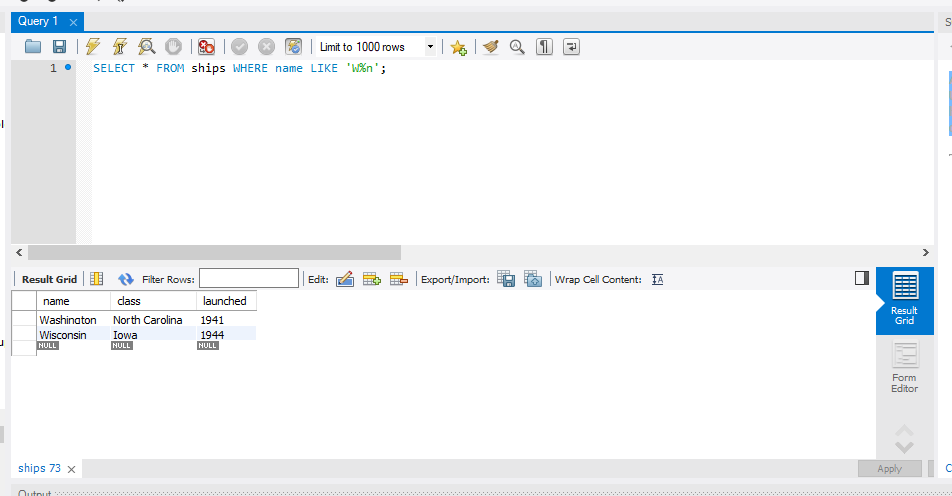 Query 1
Limit to 1000 rows
1 SELECT * FROM ships WHERE name LIKE 'W%n';
Result Grid Filter Rows: Edit: Export/Import: Wrap Cell Content:
name class launched
Washington North Carolina 1941
Wisconsin Iowa 1944
NULL NULL NULL
Result
Grid
Form
Editor
ships 73
Apply
Output